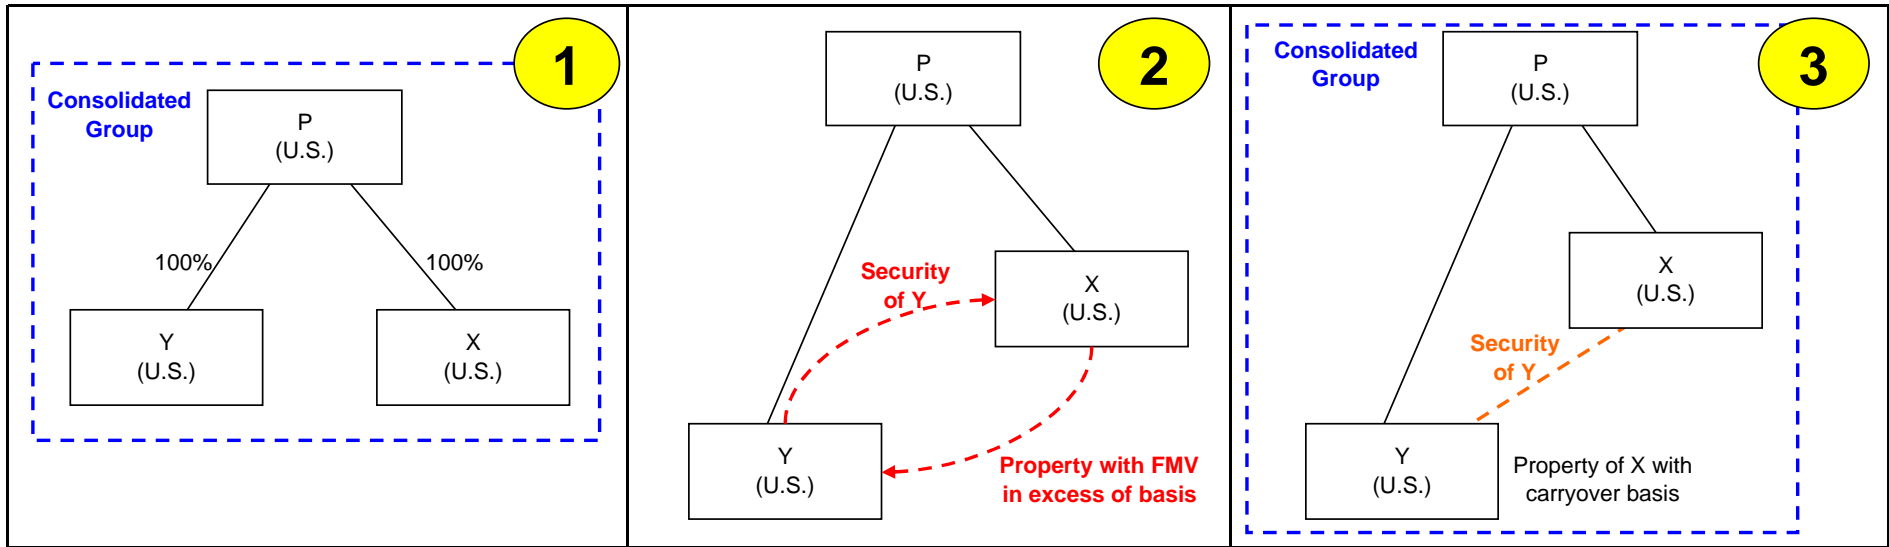 1
Consolidated
Group
P
(U.S.)
100%
100%
Y
(U.S.)
X
(U.S.)
2
P
(U.S.)
Security
of Y
X
(U.S.)
Y
(U.S.)
Property with FMV
in excess of basis
3
Consolidated
Group
P
(U.S.)
X
(U.S.)
Security
of Y
Y
(U.S.)
Property of X with
carryover basis